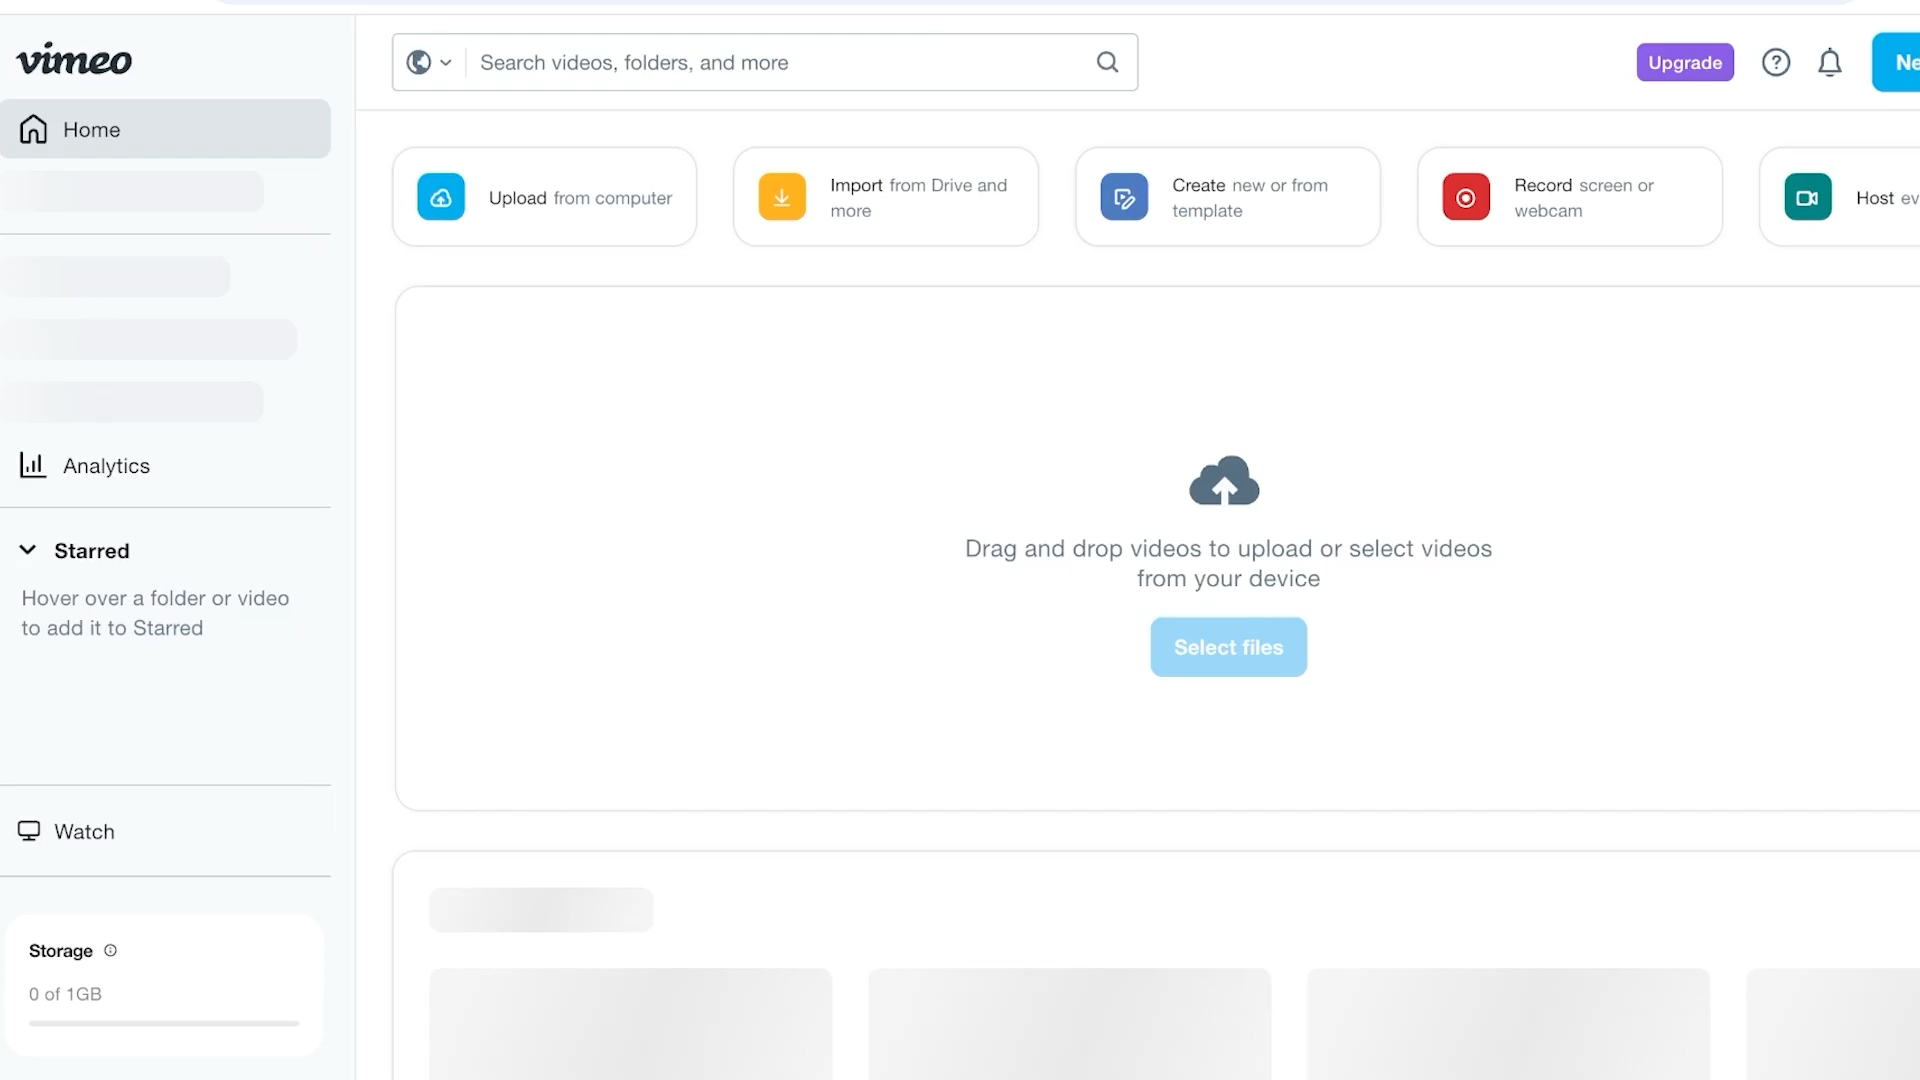 vimeo
Search videos, folders, and more
Upgrade
?
Ne
Home
Upload from computer
Import from Drive and
more
Create new or from
template
Record screen or
webcam
Host ev
Analytics
Starred
Hover over a folder or video
to add it to Starred
Drag and drop videos to upload or select videos
from your device
Select files
Watch
Storage
0 of 1GB